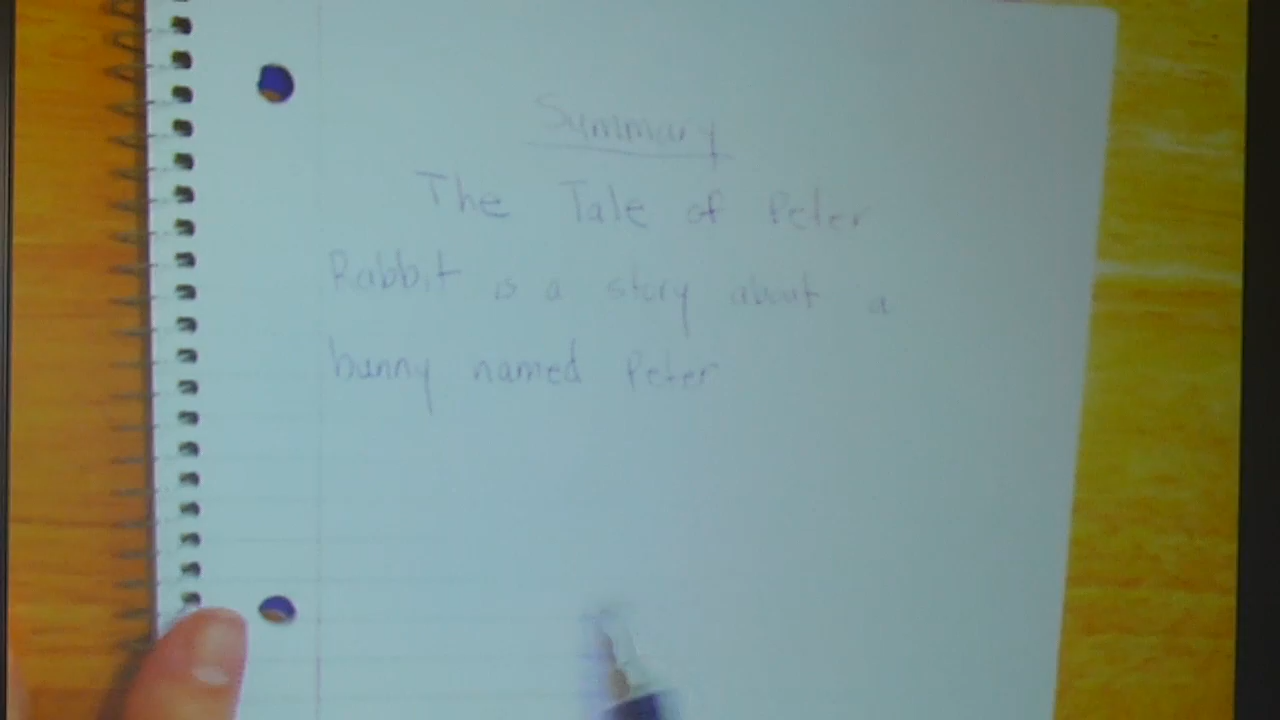 Summary
The Tale of Peter
Rabbit is a story about a
bunny named Peter